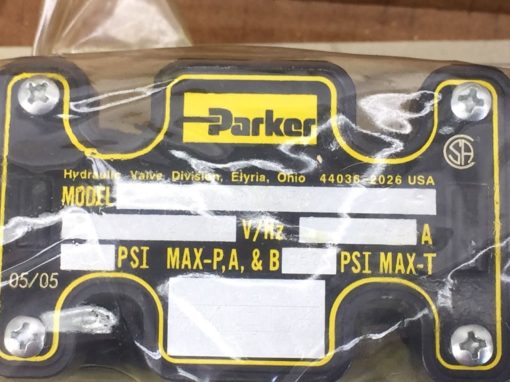 Parker
Hydraulic Valve Division, Elyria, Ohio 44036-2026 USA
MODEL
V/Hz A
PSI MAX-P,A, & B PSI MAX-T
05/05